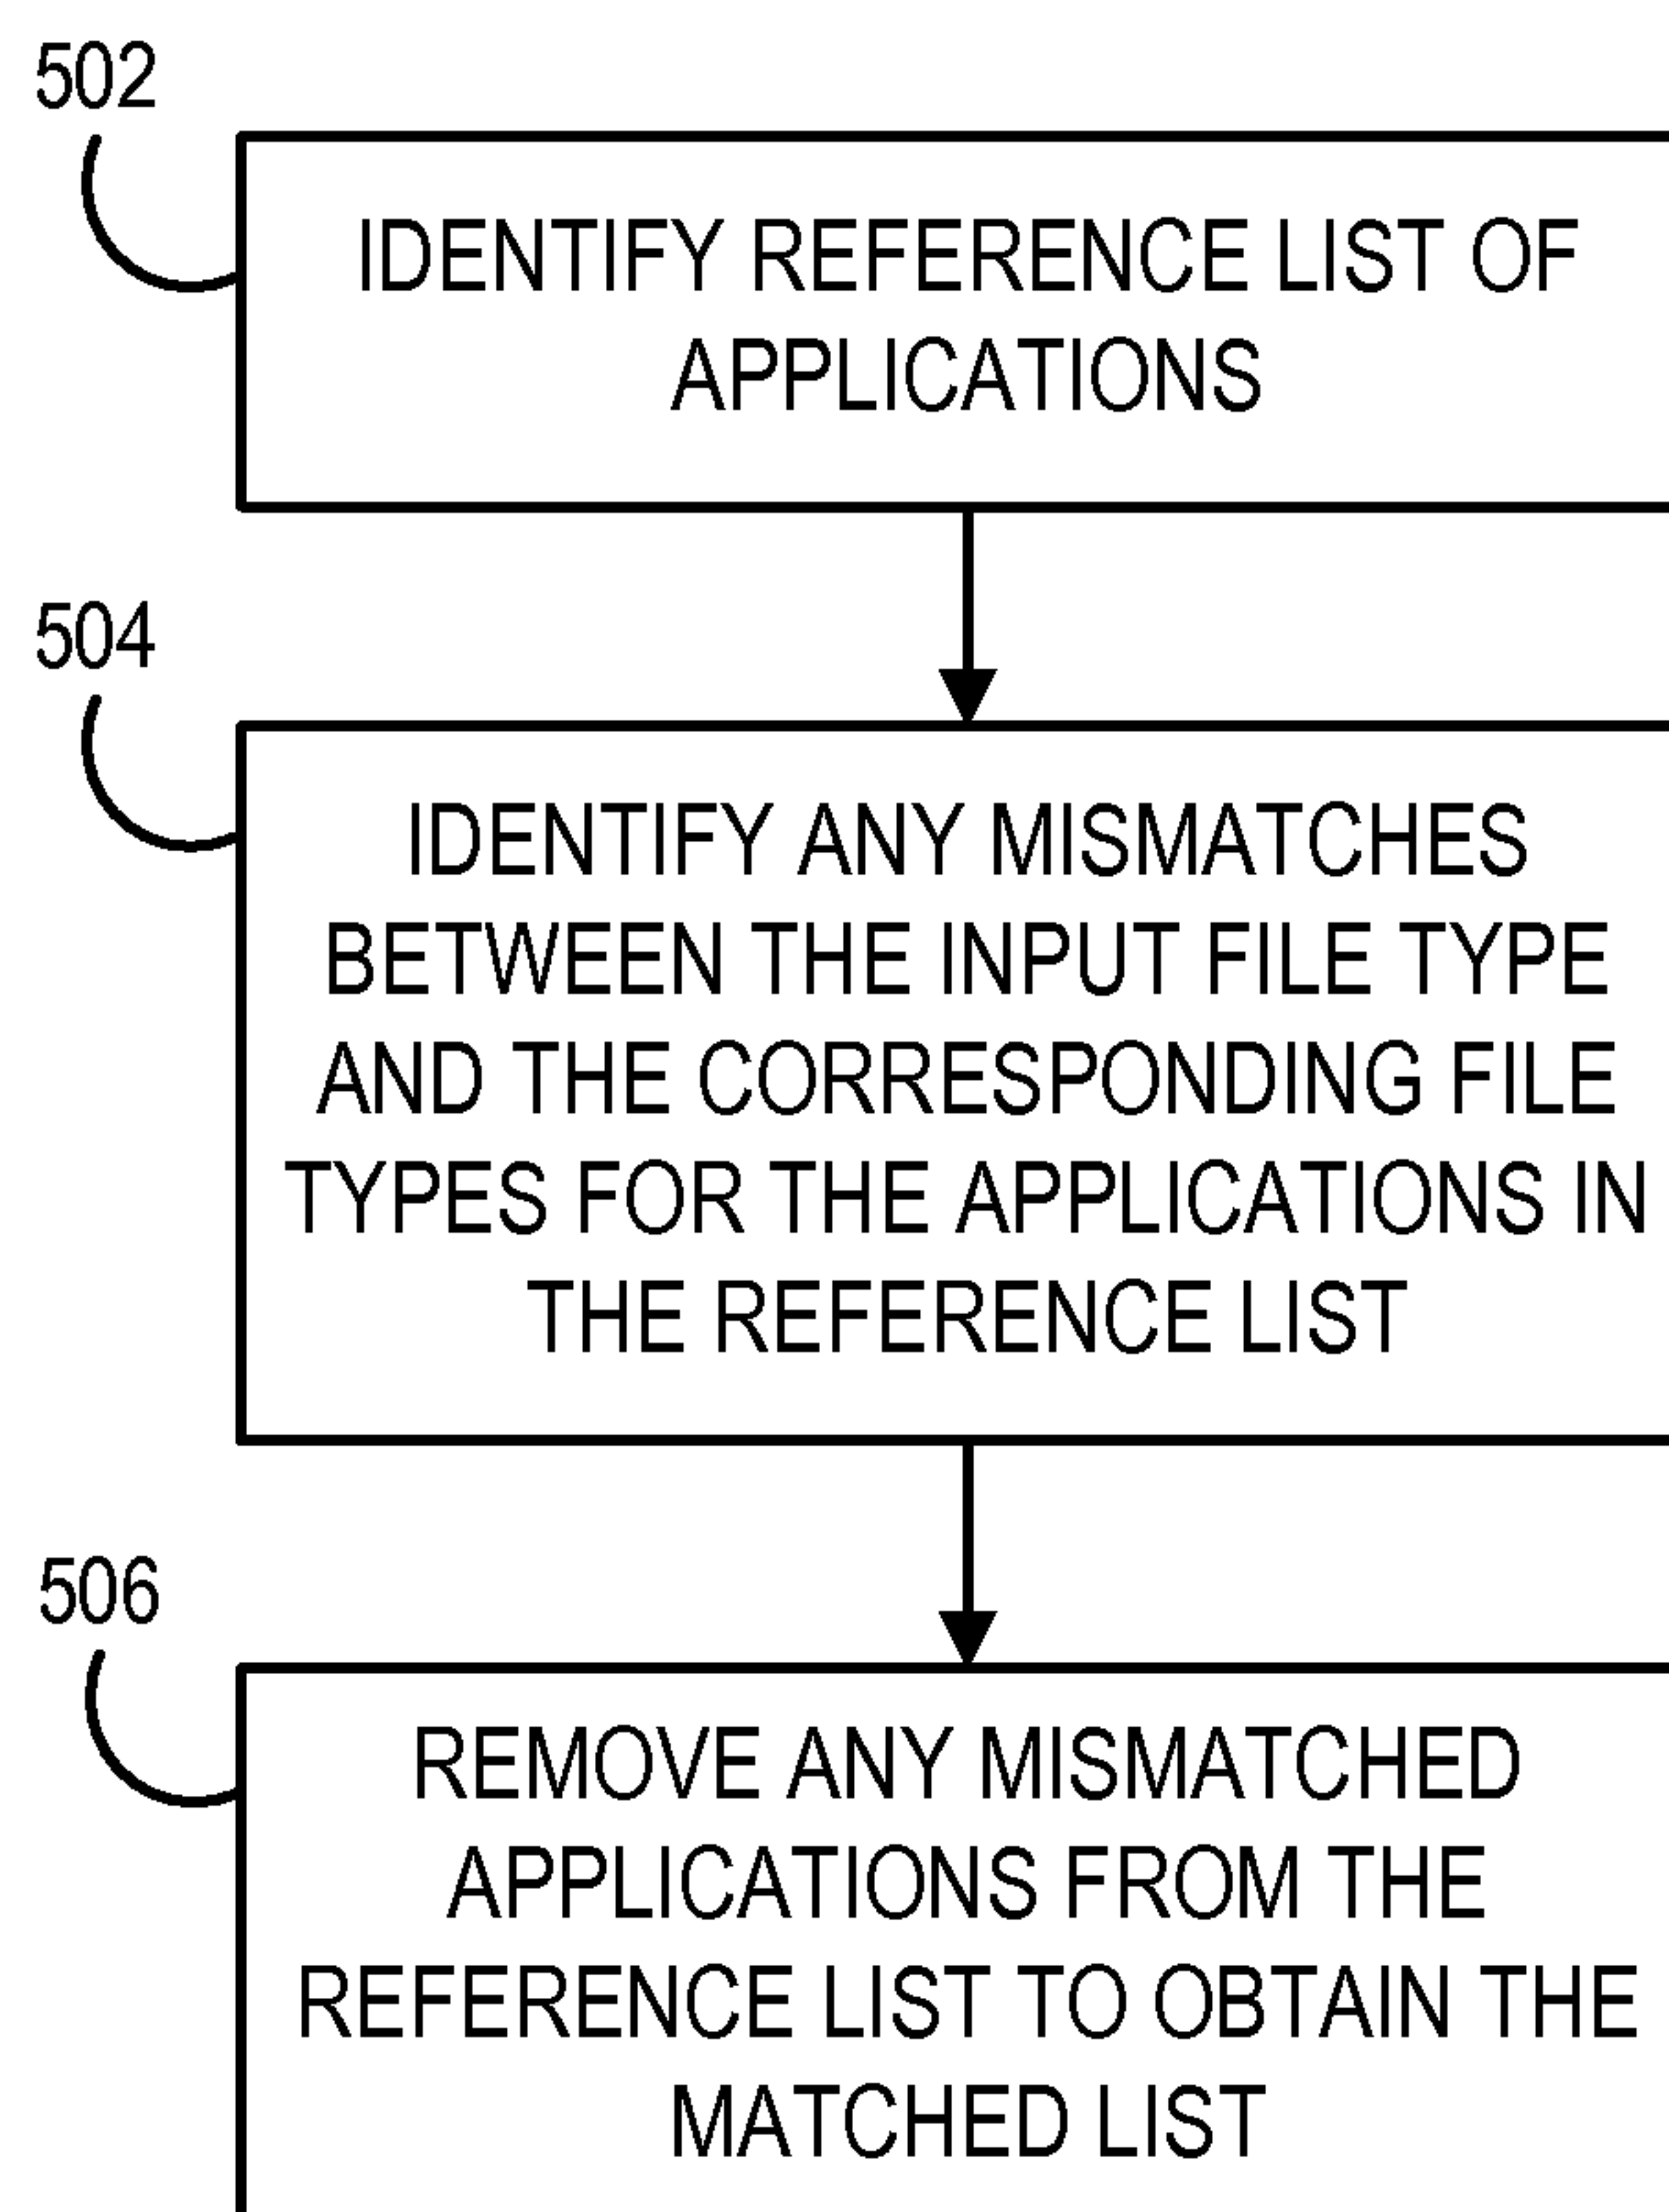 502
IDENTIFY REFERENCE LIST OF
APPLICATIONS
504
IDENTIFY ANY MISMATCHES
BETWEEN THE INPUT FILE TYPE
AND THE CORRESPONDING FILE
TYPES FOR THE APPLICATIONS IN
THE REFERENCE LIST
506
REMOVE ANY MISMATCHED
APPLICATIONS FROM THE
REFERENCE LIST TO OBTAIN THE
MATCHED LIST